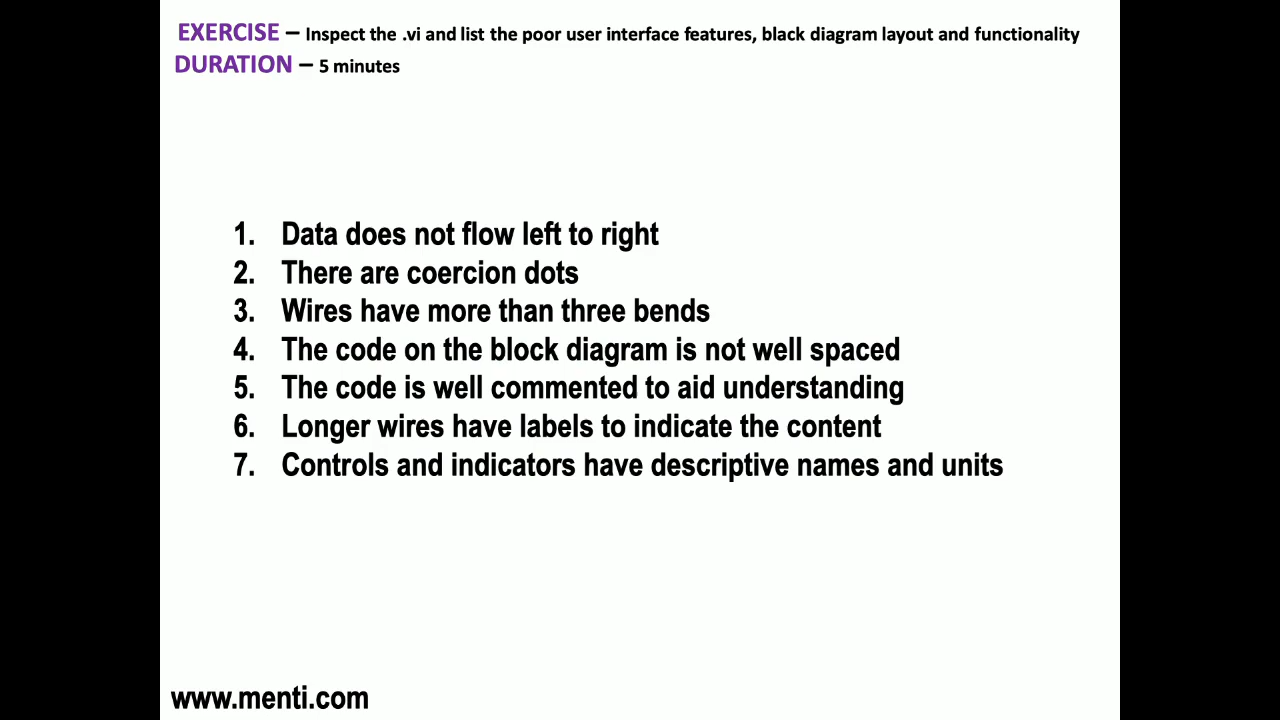 EXERCISE – Inspect the .vi and list the poor user interface features, black diagram layout and functionality
DURATION – 5 minutes
1. Data does not flow left to right
2. There are coercion dots
3. Wires have more than three bends
4. The code on the block diagram is not well spaced
5. The code is well commented to aid understanding
6. Longer wires have labels to indicate the content
7. Controls and indicators have descriptive names and units
www.menti.com